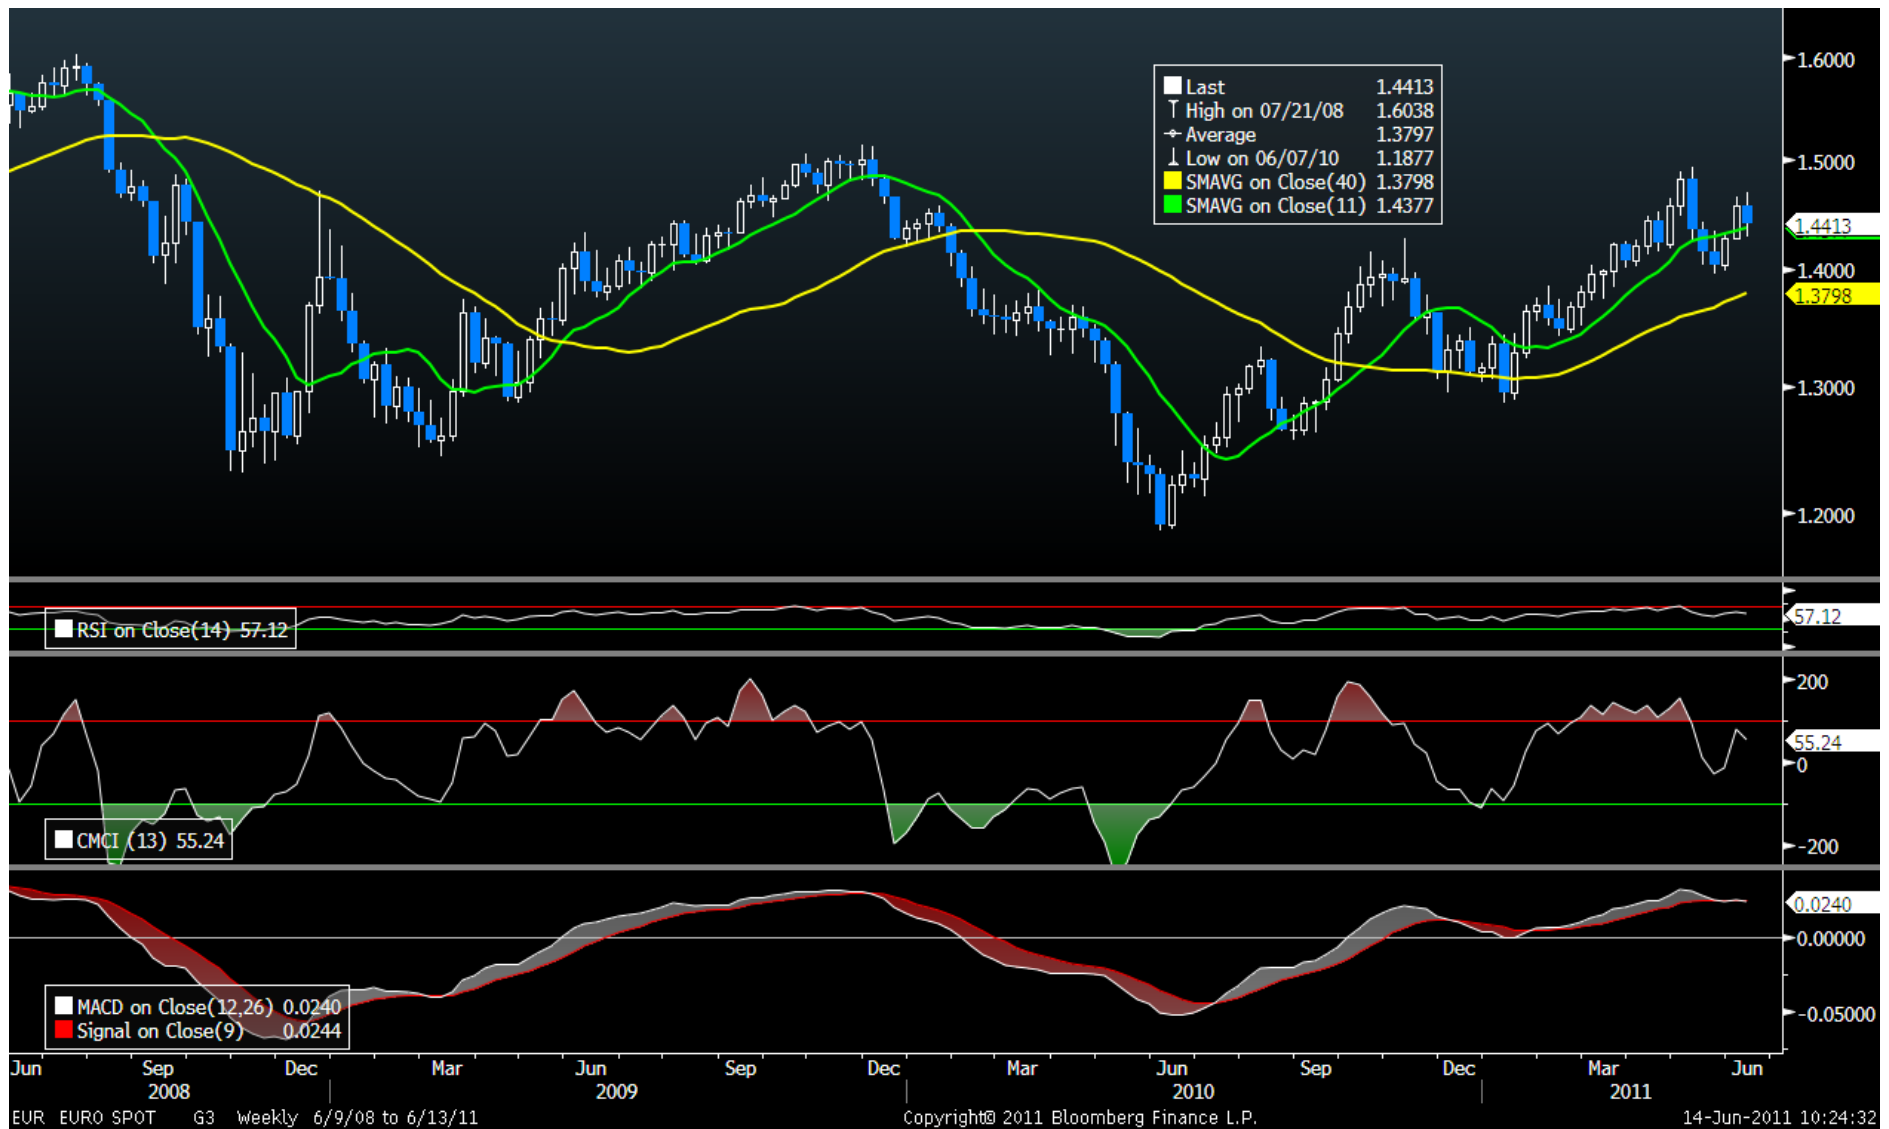 1.6000
Last 1.4413
High on 07/21/08 1.6038
Average 1.3797
Low on 06/07/10 1.1877
SMAVG on Close(40) 1.3798
SMAVG on Close(11) 1.4377
1.5000
1.4413
1.4000
1.3798
1.3000
1.2000
RSI on Close(14) 57.12
57.12
200
55.24
0
CMCI (13) 55.24
-200
0.0240
0.00000
MACD on Close(12,26) 0.0240
Signal on Close(9) 0.0244
-0.05000
Jun Sep Dec Mar Jun Sep Dec Mar Jun Sep Dec Mar Jun
2008 2009 2010 2011
EUR EURO SPOT G3 Weekly 6/9/08 to 6/13/11 Copyright© 2011 Bloomberg Finance L.P. 14-Jun-2011 10:24:32